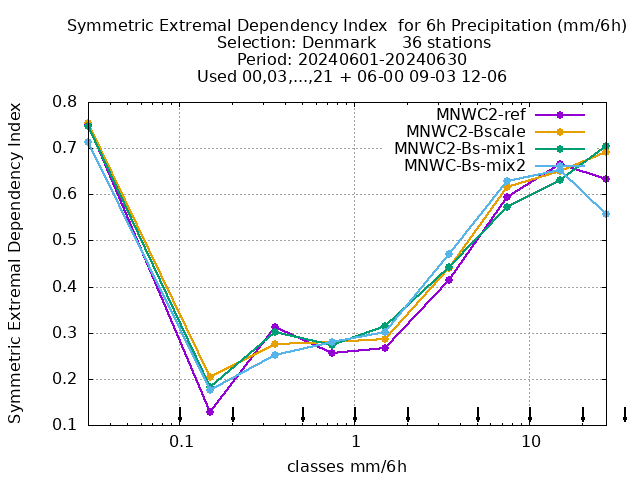 Symmetric Extremal Dependency Index  for 6h Precipitation (mm/6h)
Selection: Denmark     36 stations
Period: 20240601-20240630
Used 00,03,...,21 + 06-00 09-03 12-06
MNWC2-ref
MNWC2-Bscale
MNWC2-Bs-mix1
MNWC-Bs-mix2
Symmetric Extremal Dependency Index
0.8
0.7
0.6
0.5
0.4
0.3
0.2
0.1
0.1 1 10
classes mm/6h